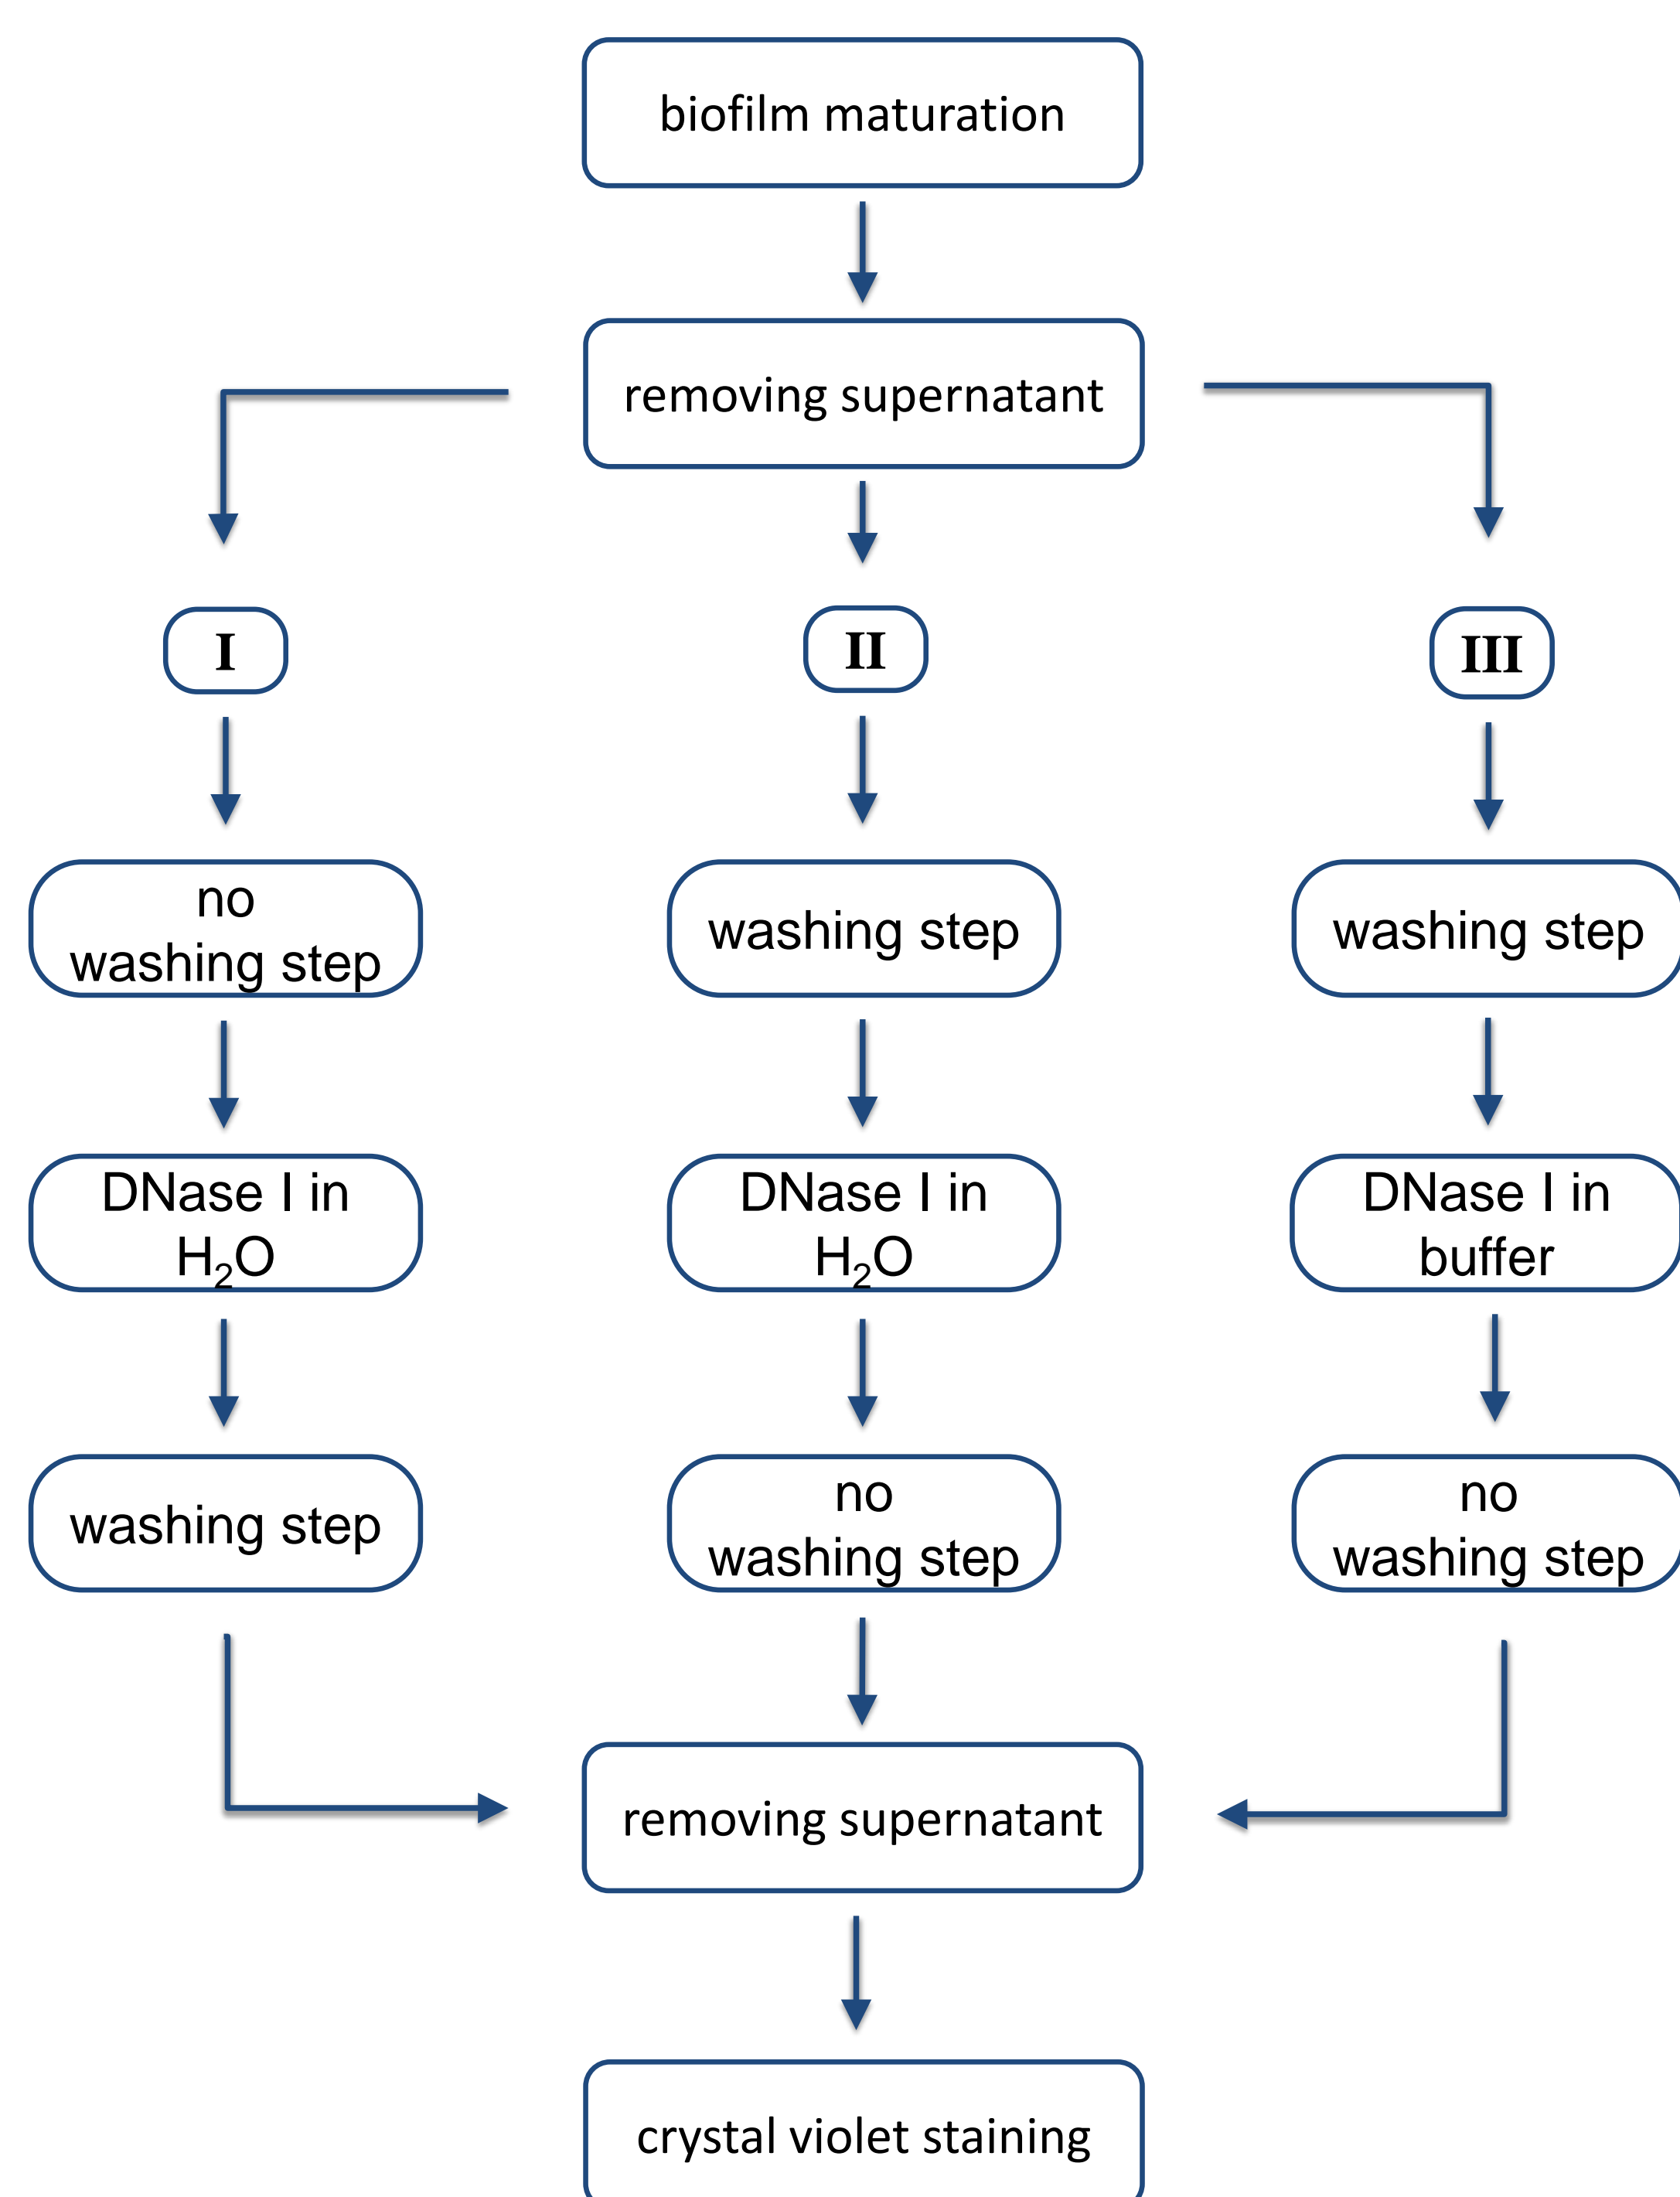 biofilm maturation
removing supernatant
I
II
III
no
washing step
washing step
washing step
DNase I in
H₂O
DNase I in
H₂O
DNase I in
buffer
washing step
no
washing step
no
washing step
removing supernatant
crystal violet staining